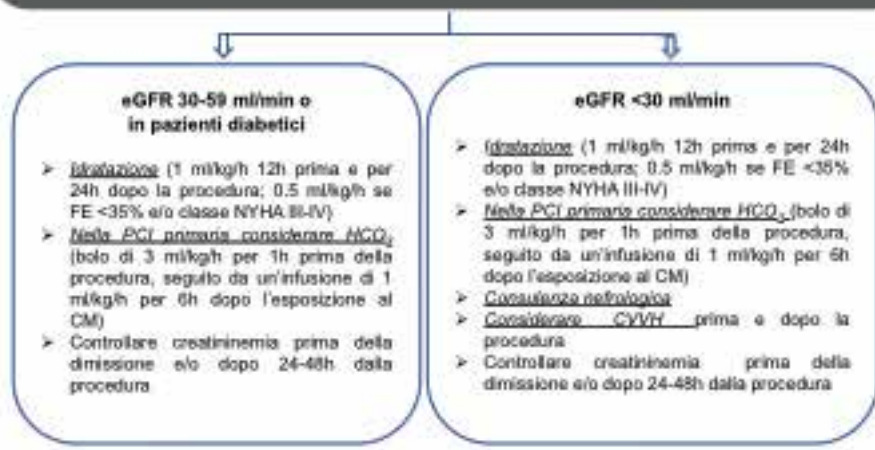 eGFR 30-59 ml/min o
in pazienti diabetici
➢ Idratazione (1 ml/kg/h 12h prima e per
24h dopo la procedura; 0.5 ml/kg/h se
FE <35% e/o classe NYHA III-IV)
➢ Nella PCI primaria considerare HCO₃
(bolo di 3 ml/kg/h per 1h prima della
procedura, seguito da un'infusione di 1
ml/kg/h per 6h dopo l'esposizione al
CM)
➢ Controllare creatininemia prima della
dimissione e/o dopo 24-48h dalla
procedura
eGFR <30 ml/min
➢ Idratazione (1 ml/kg/h 12h prima e per 24h
dopo la procedura; 0.5 ml/kg/h se FE <35%
e/o classe NYHA III-IV)
➢ Nella PCI primaria considerare HCO₃ (bolo di
3 ml/kg/h per 1h prima della procedura,
seguito da un'infusione di 1 ml/kg/h per 6h
dopo l'esposizione al CM)
➢ Consulenza nefrologica
➢ Considerare CVVH prima e dopo la
procedura
➢ Controllare creatininemia prima della
dimissione e/o dopo 24-48h dalla procedura